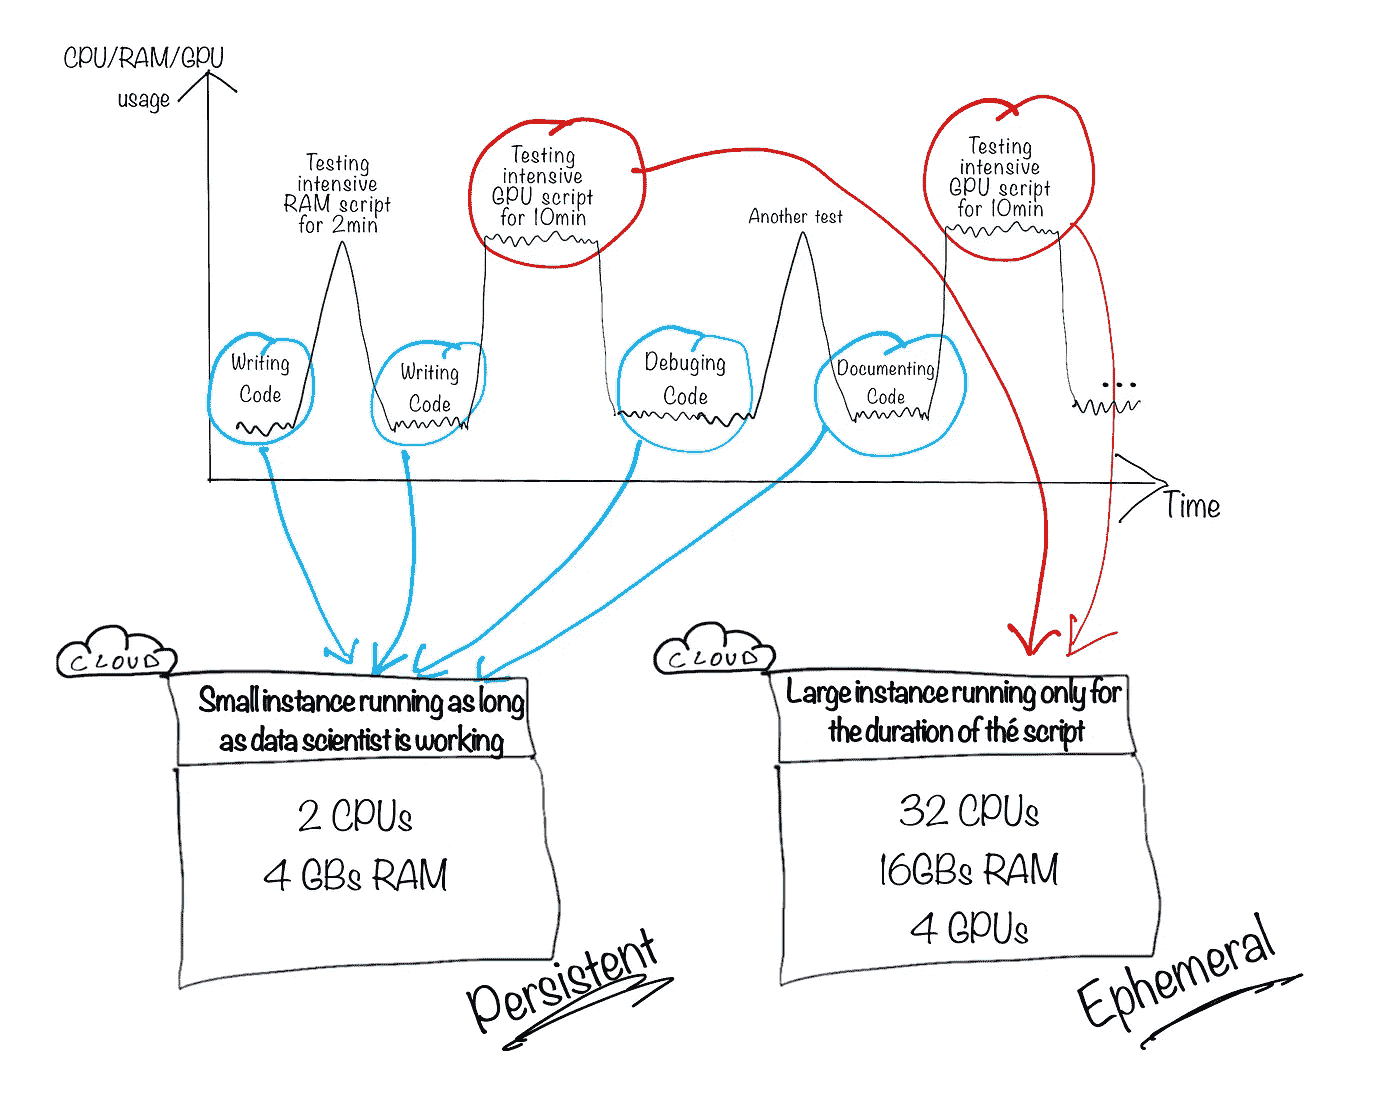 CPU/RAM/GPU
usage
Testing
intensive
RAM script
for 2min
Testing
intensive
GPU script
for 10min
Another test
Testing
intensive
GPU script
for 10min
Writing
Code
Writing
Code
Debuging
Code
Documenting
Code
...
Time
CLOUD
Small instance running as long
as data scientist is working
2 CPUs
4 GBs RAM
Persistent
CLOUD
Large instance running only for
the duration of thé script
32 CPUs
16GBs RAM
4 GPUs
Ephemeral